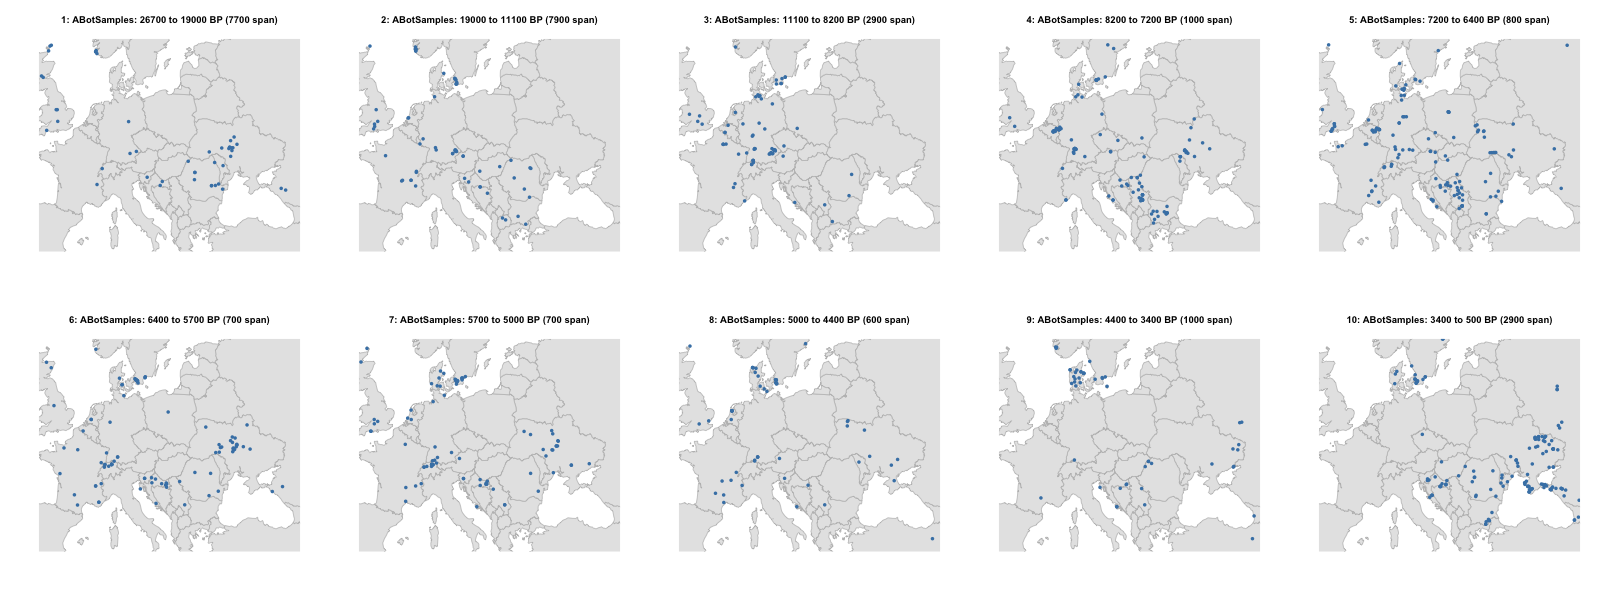 1: ABotSamples: 26700 to 19000 BP (7700 span)
2: ABotSamples: 19000 to 11100 BP (7900 span)
3: ABotSamples: 11100 to 8200 BP (2900 span)
4: ABotSamples: 8200 to 7200 BP (1000 span)
5: ABotSamples: 7200 to 6400 BP (800 span)
6: ABotSamples: 6400 to 5700 BP (700 span)
7: ABotSamples: 5700 to 5000 BP (700 span)
8: ABotSamples: 5000 to 4400 BP (600 span)
9: ABotSamples: 4400 to 3400 BP (1000 span)
10: ABotSamples: 3400 to 500 BP (2900 span)